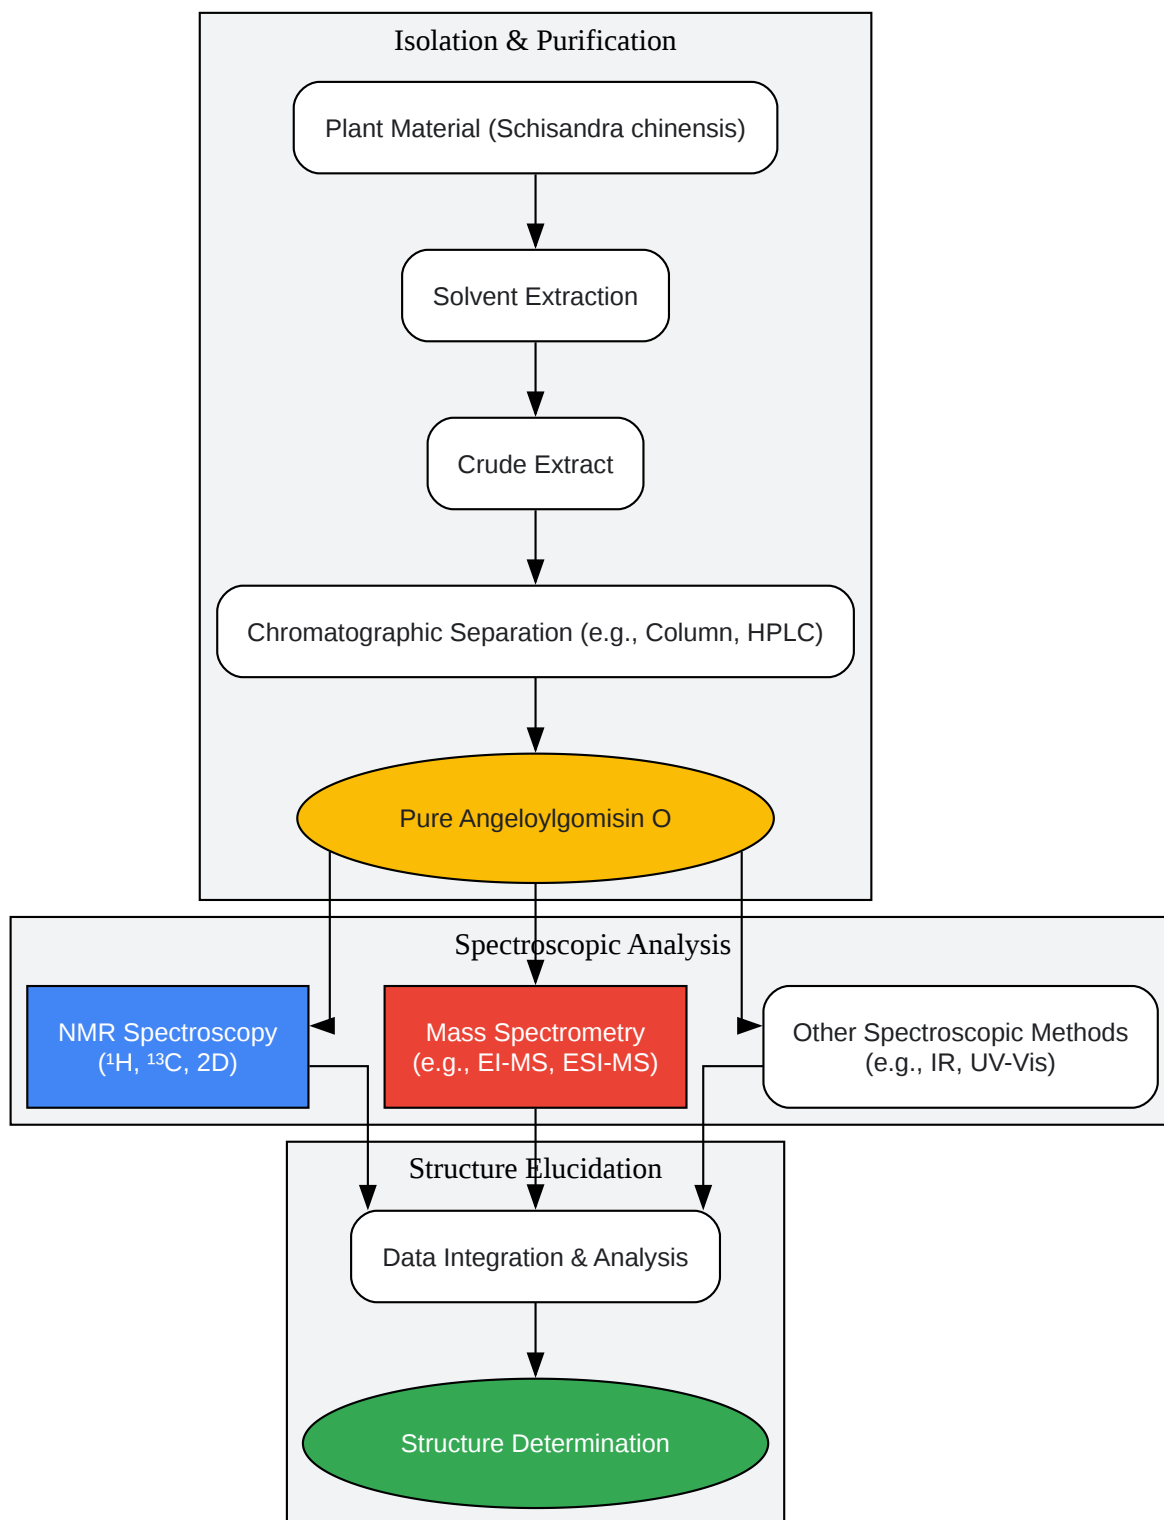 Isolation & Purification
Plant Material (Schisandra chinensis)
Solvent Extraction
Crude Extract
Chromatographic Separation (e.g., Column, HPLC)
Pure Angeloylgomisin O
Spectroscopic Analysis
NMR Spectroscopy
(¹H, ¹³C, 2D)
Mass Spectrometry
(e.g., EI-MS, ESI-MS)
Other Spectroscopic Methods
(e.g., IR, UV-Vis)
Structure Elucidation
Data Integration & Analysis
Structure Determination